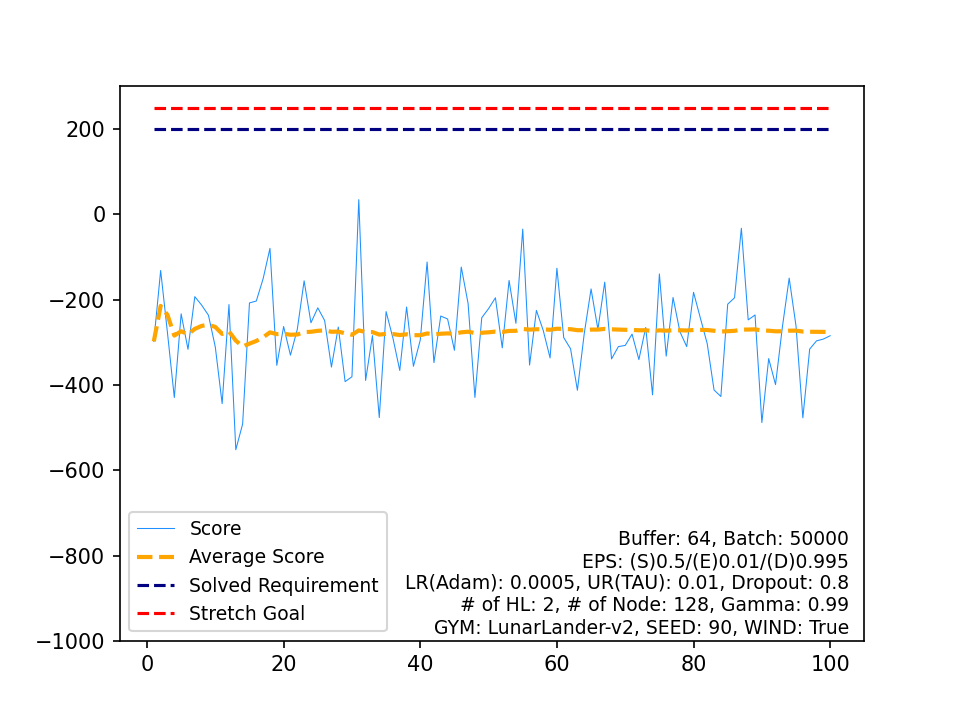 200
0
−200
−400
−600
−800
−1000
0 20 40 60 80 100
Score
Average Score
Solved Requirement
Stretch Goal
Buffer: 64, Batch: 50000
EPS: (S)0.5/(E)0.01/(D)0.995
LR(Adam): 0.0005, UR(TAU): 0.01, Dropout: 0.8
# of HL: 2, # of Node: 128, Gamma: 0.99
GYM: LunarLander-v2, SEED: 90, WIND: True